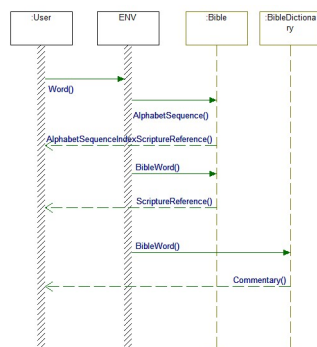 :User
ENV
:Bible
:BibleDictiona
ry
Word()
AlphabetSequence()
AlphabetSequenceIndexScriptureReference()
BibleWord()
ScriptureReference()
BibleWord()
Commentary()